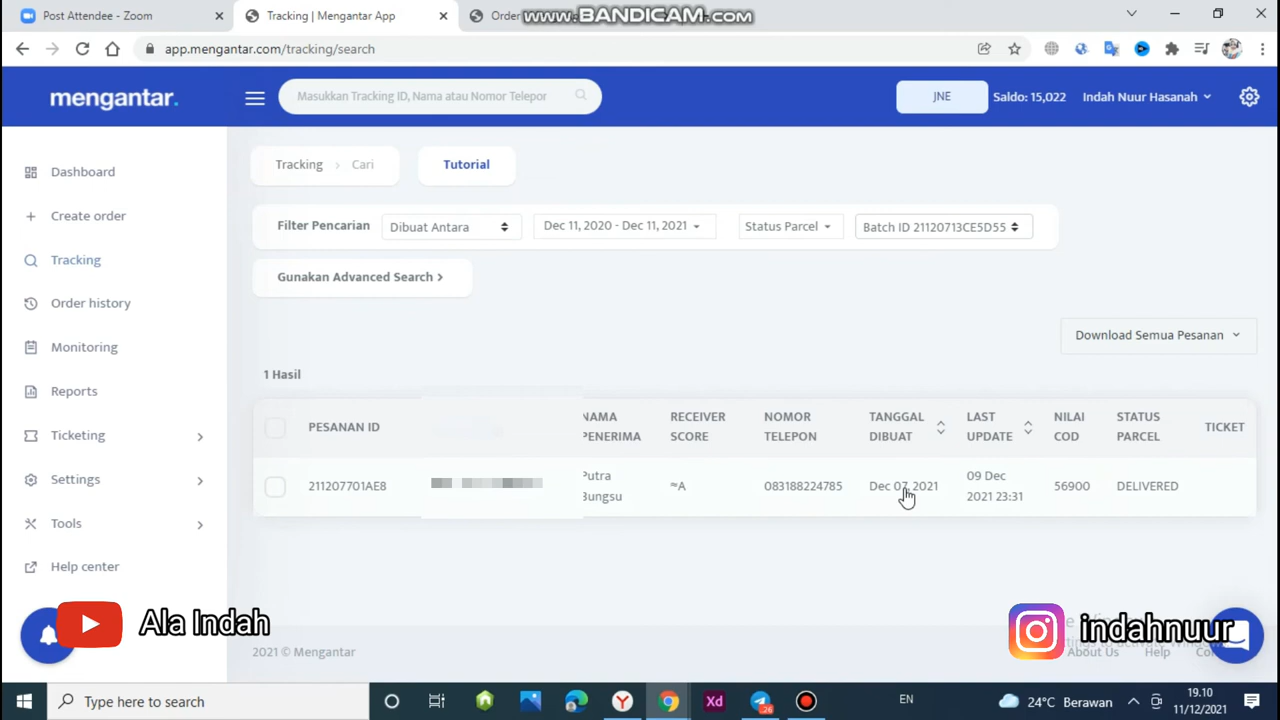 Post Attendee - Zoom
Tracking | Mengantar App
Order
WWW.BANDICAM.COM
app.mengantar.com/tracking/search
mengantar.
Masukkan Tracking ID, Nama atau Nomor Telepon
JNE
Saldo: 15,022
Indah Nuur Hasanah
Dashboard
Create order
Tracking
Order history
Monitoring
Reports
Ticketing
Settings
Tools
Help center
Tracking > Cari
Tutorial
Filter Pencarian
Dibuat Antara
Dec 11, 2020 - Dec 11, 2021
Status Parcel
Batch ID 21120713CE5D55
Gunakan Advanced Search >
Download Semua Pesanan
1 Hasil
PESANAN ID
NAMA PENERIMA
RECEIVER SCORE
NOMOR TELEPON
TANGGAL DIBUAT
LAST UPDATE
NILAI COD
STATUS PARCEL
TICKET
211207701AE8
Putra Bungsu
≈A
083188224785
Dec 07, 2021
09 Dec 2021 23:31
56900
DELIVERED
Ala Indah
indahnuur
2021 © Mengantar
About Us
Help
Type here to search
Xd
26
24°C Berawan
EN
19.10
11/12/2021